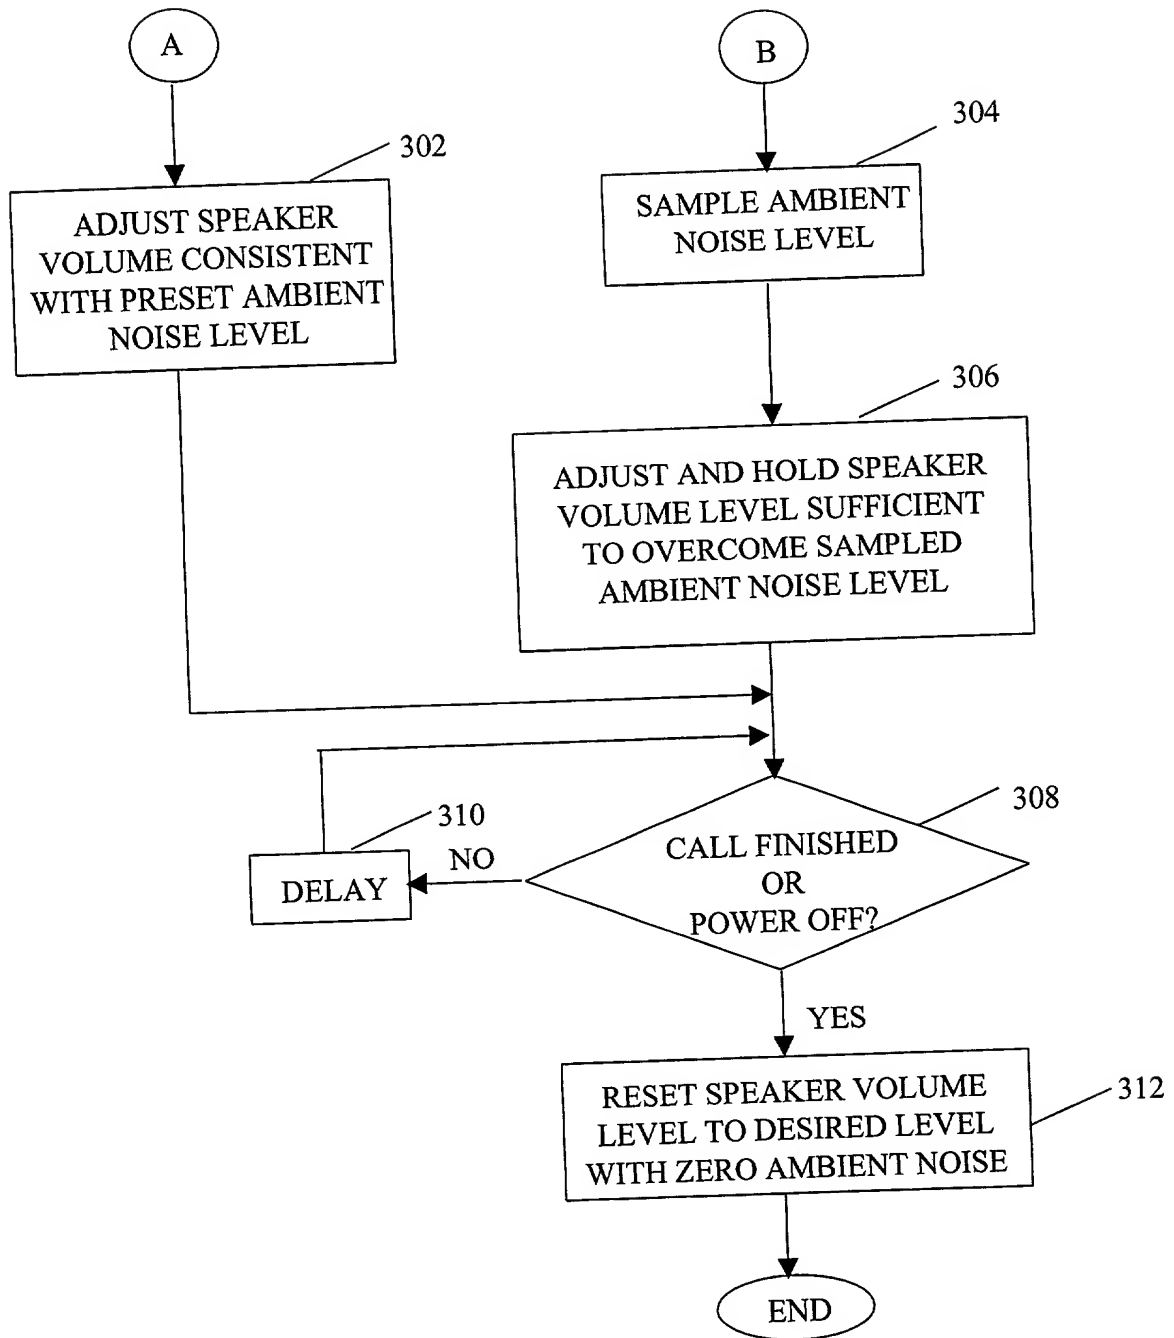 A
B
302
304
ADJUST SPEAKER
VOLUME CONSISTENT
WITH PRESET AMBIENT
NOISE LEVEL
SAMPLE AMBIENT
NOISE LEVEL
306
ADJUST AND HOLD SPEAKER
VOLUME LEVEL SUFFICIENT
TO OVERCOME SAMPLED
AMBIENT NOISE LEVEL
308
310
CALL FINISHED
OR
POWER OFF?
NO
DELAY
YES
312
RESET SPEAKER VOLUME
LEVEL TO DESIRED LEVEL
WITH ZERO AMBIENT NOISE
END